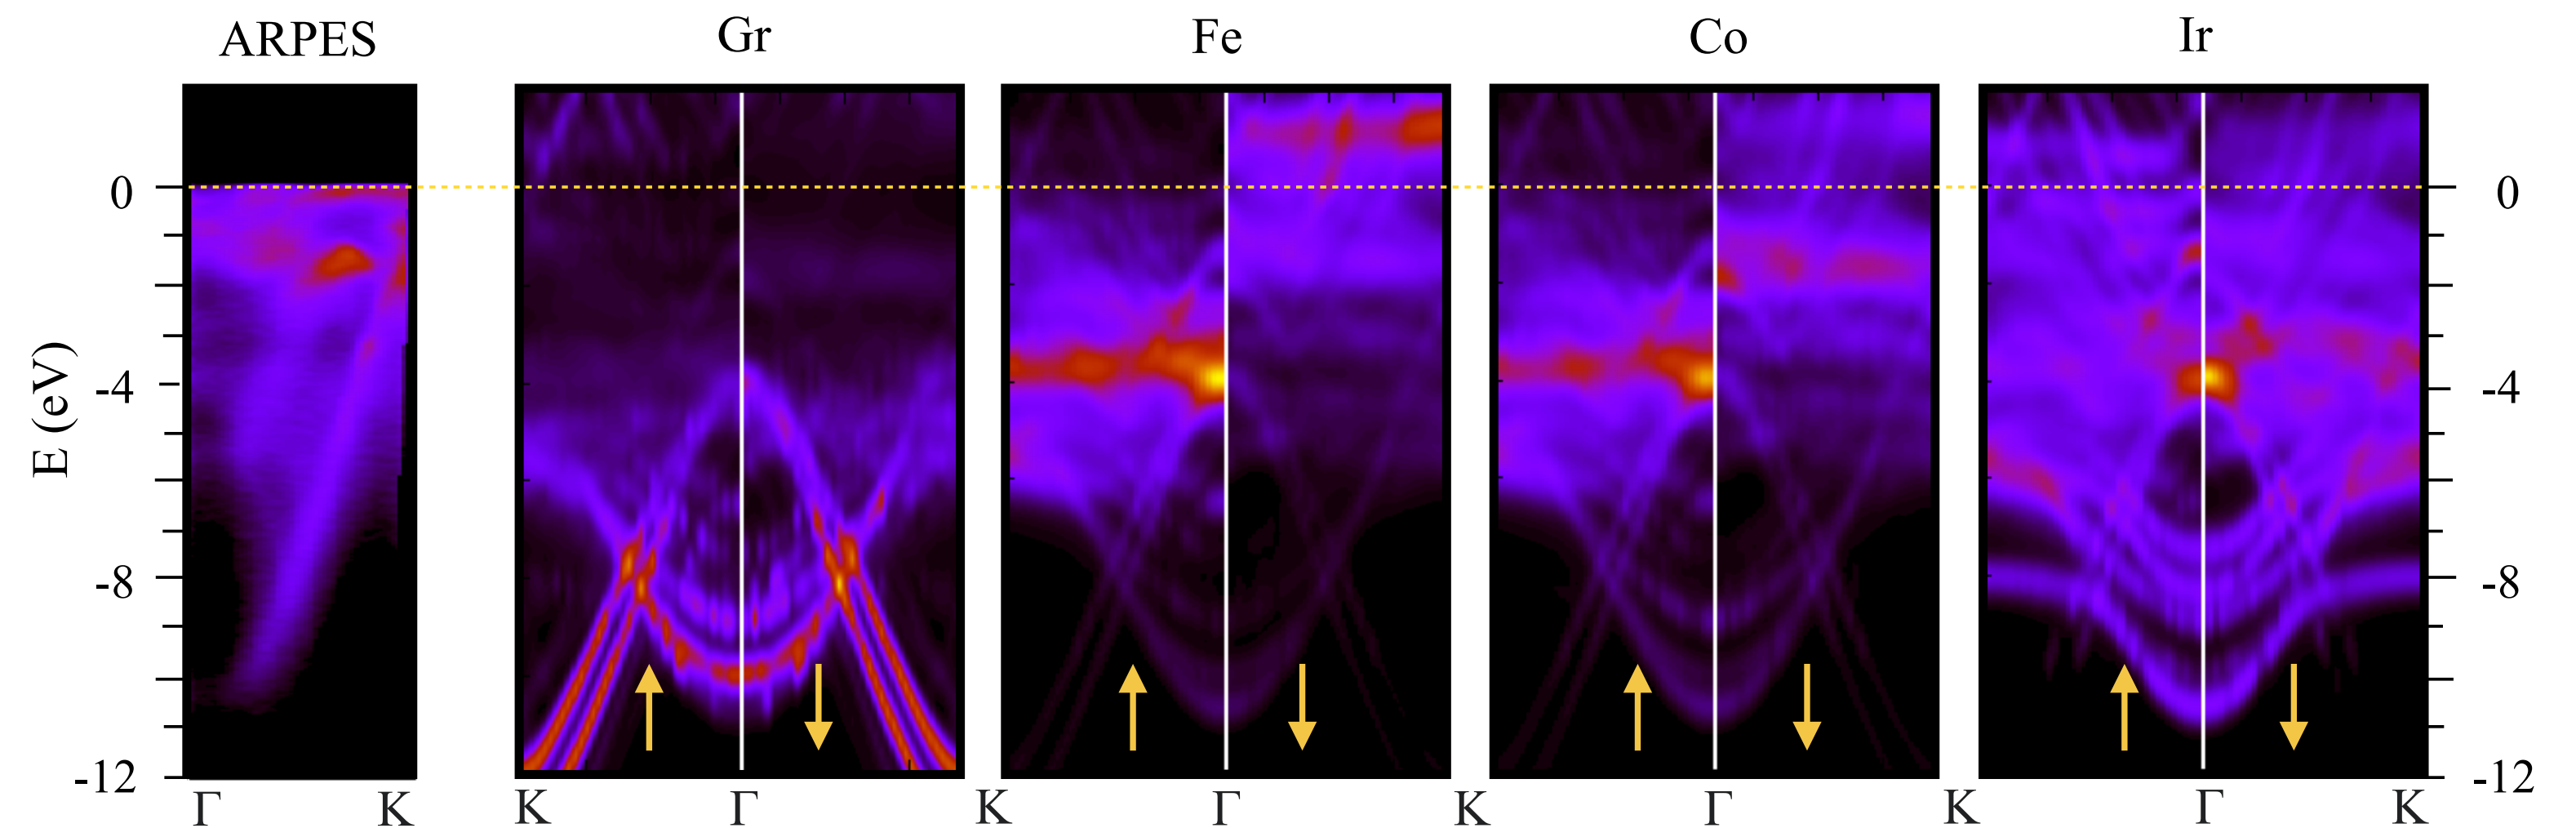 ARPES Gr Fe Co Ir
E (eV)
0 0
-4 -4
-8 -8
-12 -12
Γ K K Γ K Γ K Γ K Γ K